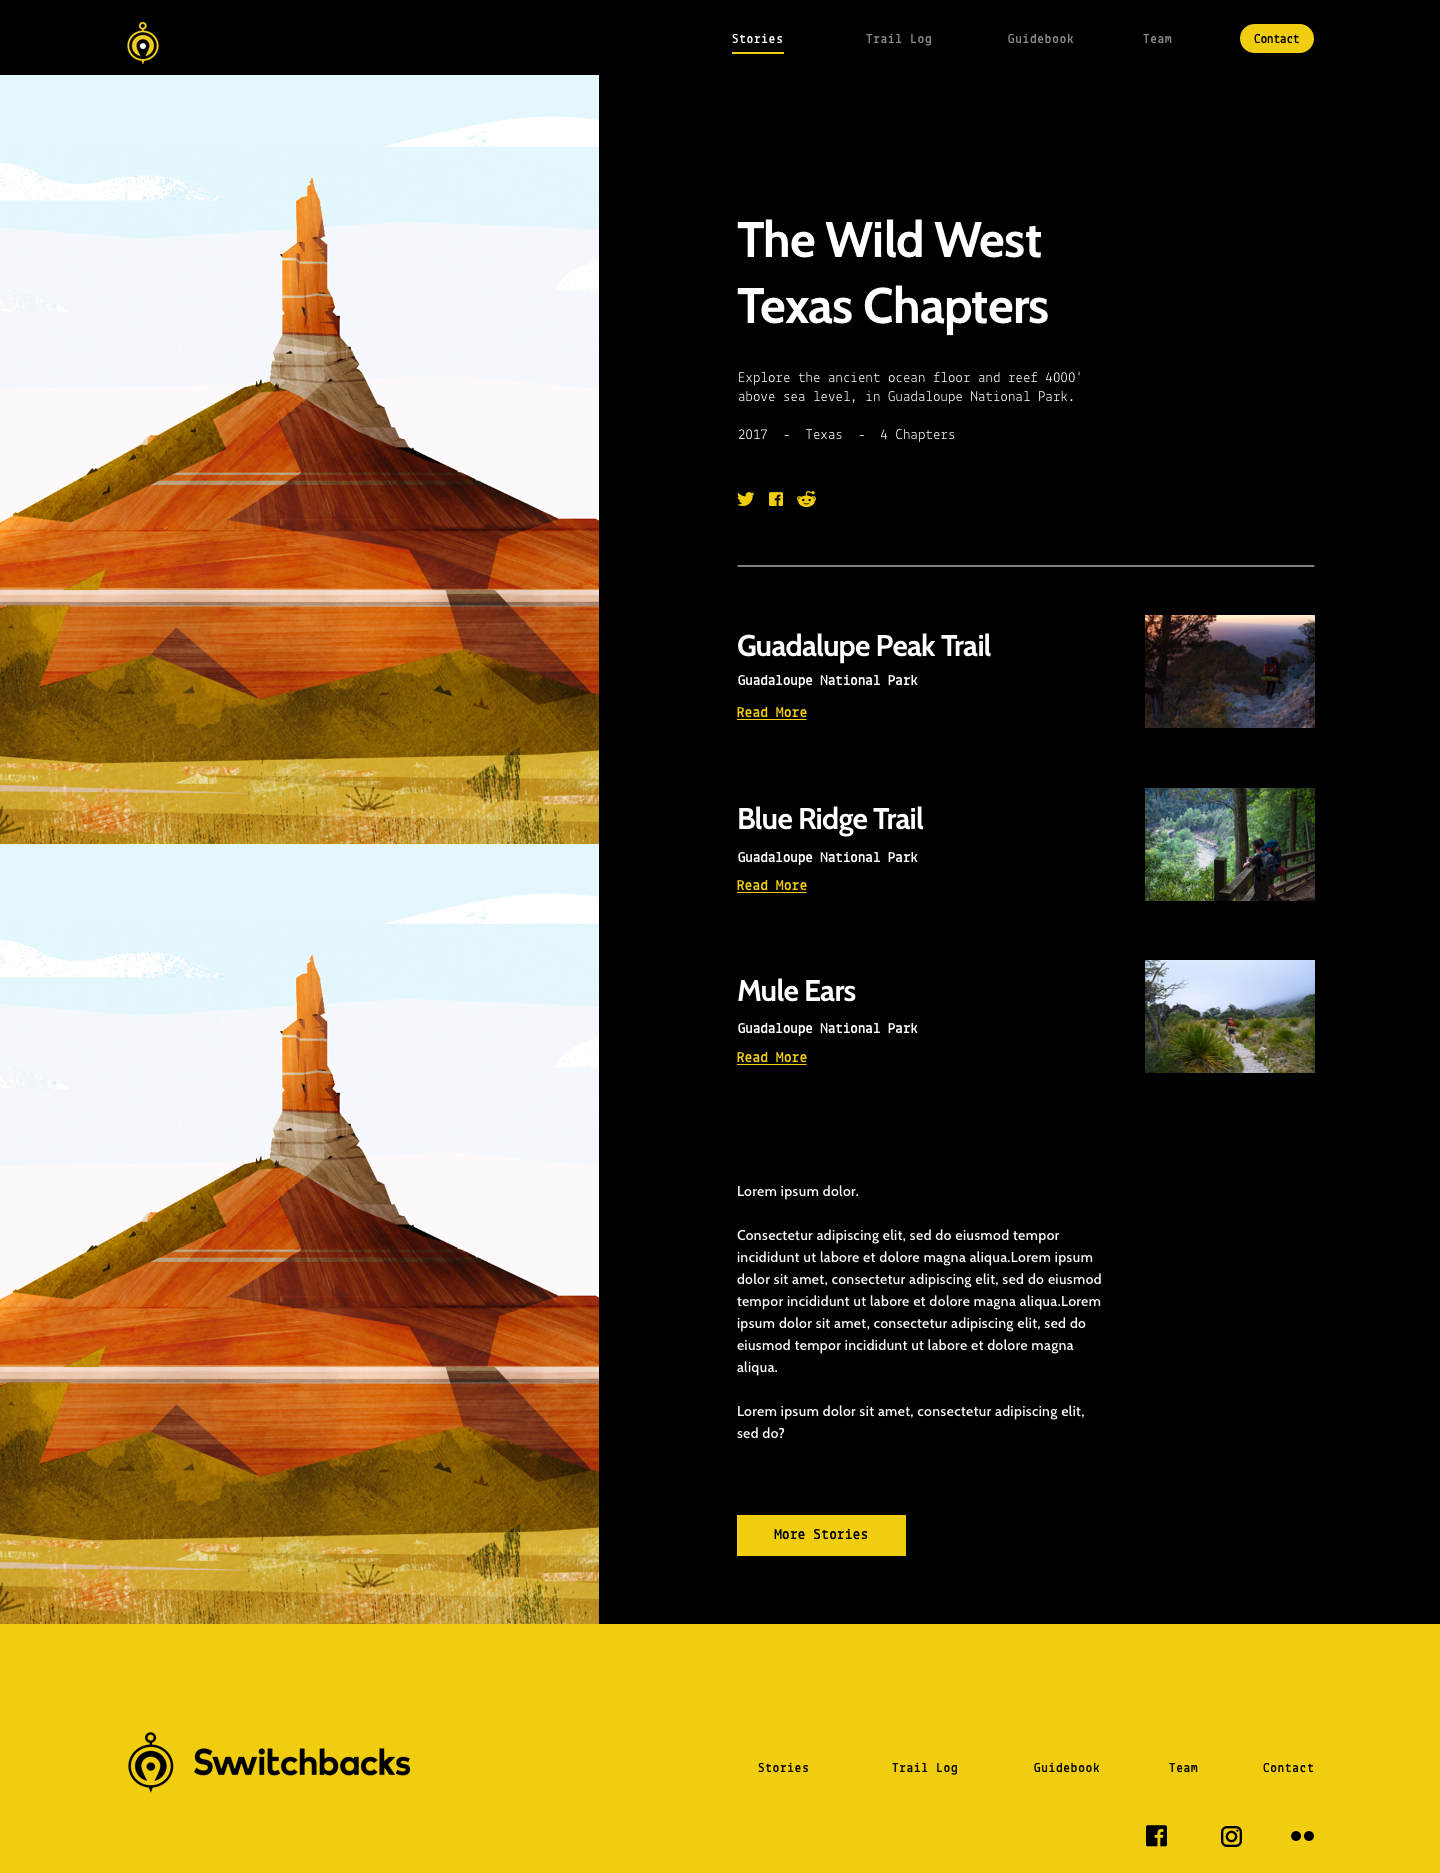 Stories
Trail Log
Guidebook
Team
Contact
The Wild West
Texas Chapters
Explore the ancient ocean floor and reef 4000'
above sea level, in Guadaloupe National Park.
2017 - Texas - 4 Chapters
Guadalupe Peak Trail
Guadaloupe National Park
Read More
Blue Ridge Trail
Guadaloupe National Park
Read More
Mule Ears
Guadaloupe National Park
Read More
Lorem ipsum dolor.
Consectetur adipiscing elit, sed do eiusmod tempor
incididunt ut labore et dolore magna aliqua.Lorem ipsum
dolor sit amet, consectetur adipiscing elit, sed do eiusmod
tempor incididunt ut labore et dolore magna aliqua.Lorem
ipsum dolor sit amet, consectetur adipiscing elit, sed do
eiusmod tempor incididunt ut labore et dolore magna
aliqua.
Lorem ipsum dolor sit amet, consectetur adipiscing elit,
sed do?
More Stories
Switchbacks
Stories
Trail Log
Guidebook
Team
Contact